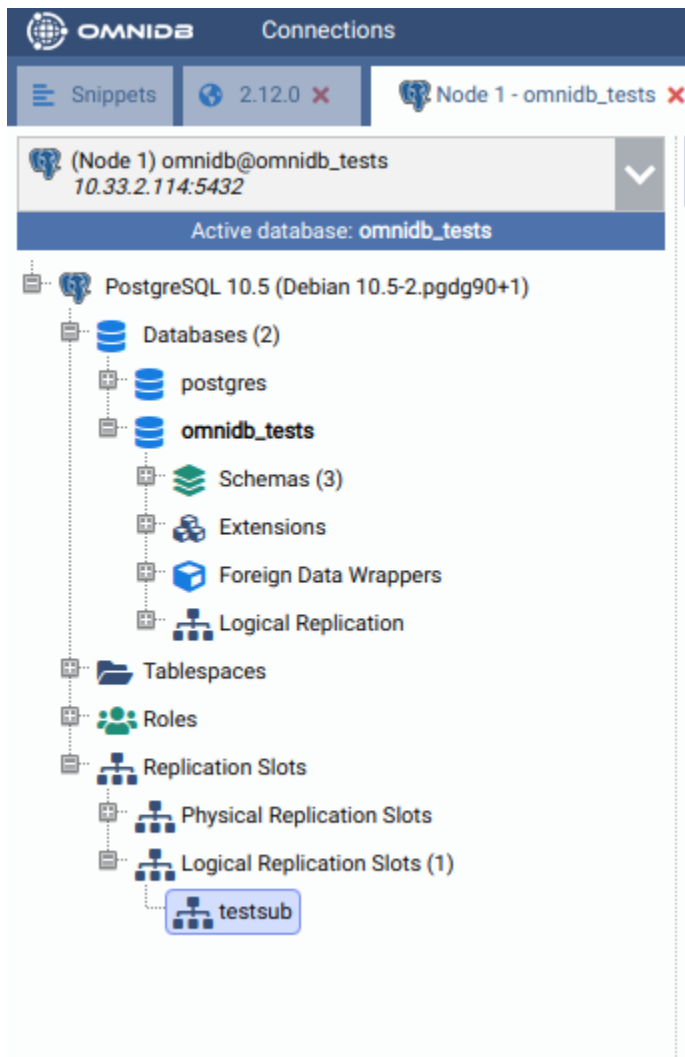 OMNIDB Connections
Snippets 2.12.0 Node 1 - omnidb_tests
(Node 1) omnidb@omnidb_tests
10.33.2.114:5432
Active database: omnidb_tests
PostgreSQL 10.5 (Debian 10.5-2.pgdg90+1)
Databases (2)
postgres
omnidb_tests
Schemas (3)
Extensions
Foreign Data Wrappers
Logical Replication
Tablespaces
Roles
Replication Slots
Physical Replication Slots
Logical Replication Slots (1)
testsub